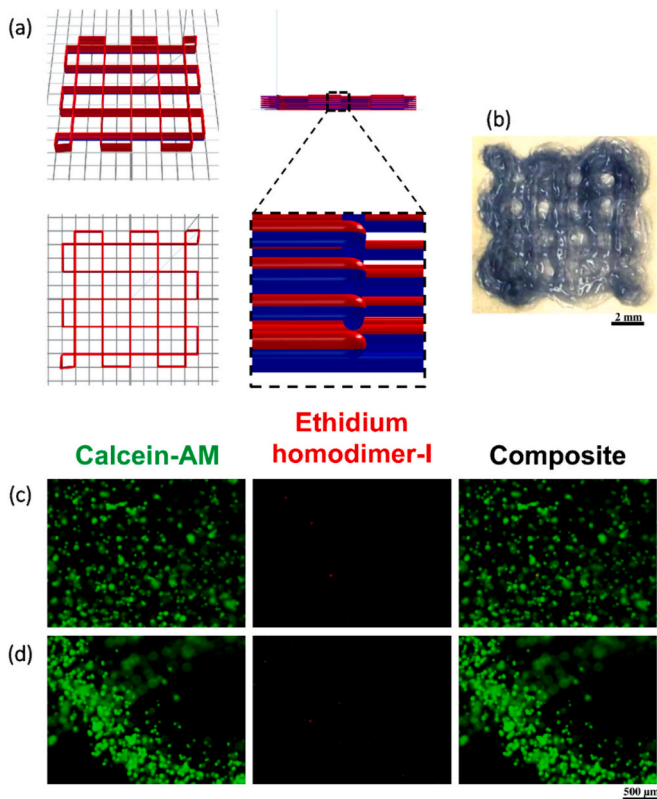 (a)
(b)
2 mm
Calcein-AM
Ethidium
homodimer-I
Composite
(c)
(d)
500 µm